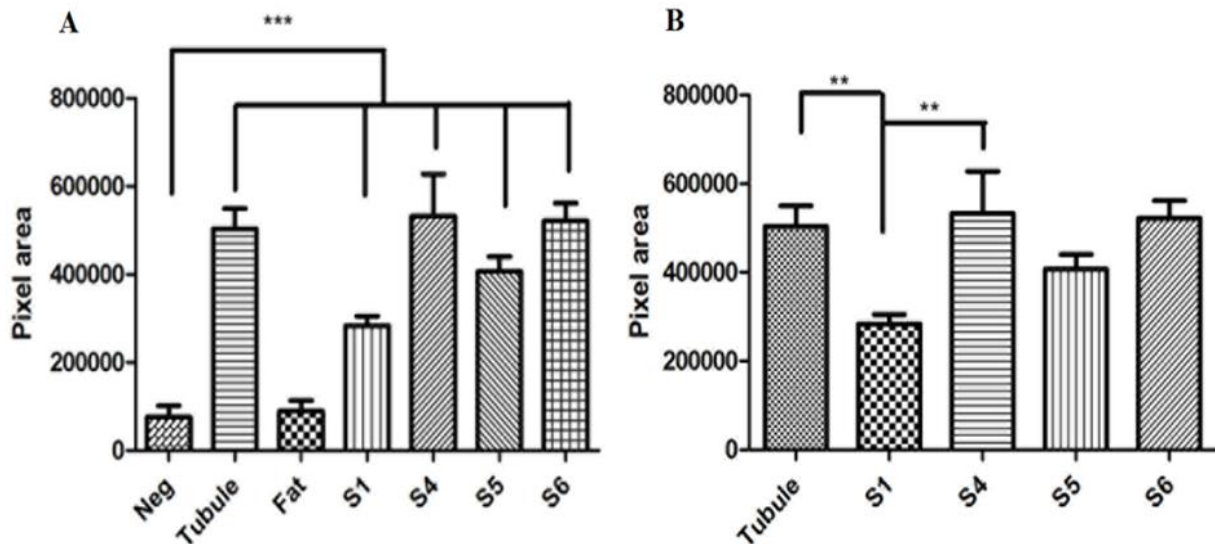 A
***
Pixel area
800000
600000
400000
200000
0
Neg
Tubule
Fat
S1
S4
S5
S6
B
**
**
Pixel area
800000
600000
400000
200000
0
Tubule
S1
S4
S5
S6